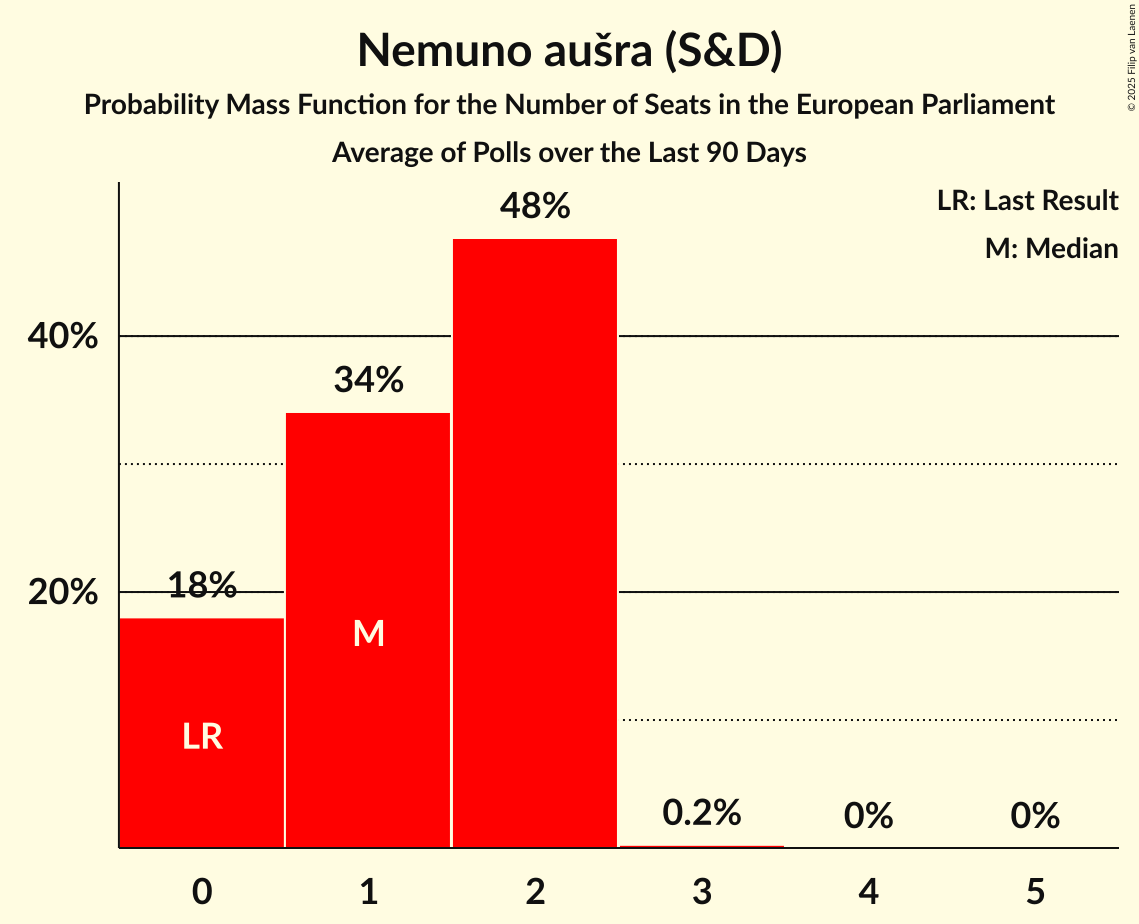 Nemuno aušra (S&D)
Probability Mass Function for the Number of Seats in the European Parliament
Average of Polls over the Last 90 Days
© 2025 Filip van Laenen
LR: Last Result
M: Median
48%
40%
34%
20%
18%
M
LR
0.2%
0%
0%
0
1
2
3
4
5